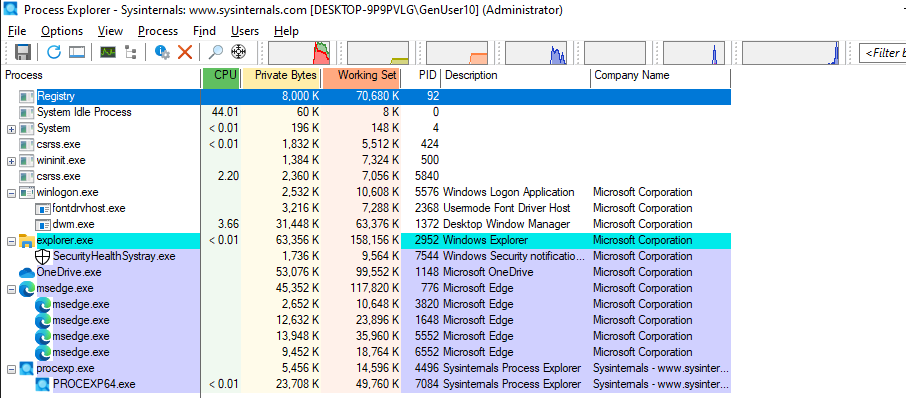 Process Explorer - Sysinternals: www.sysinternals.com [DESKTOP-9P9PVLG\GenUser10] (Administrator)
File Options View Process Find Users Help
<Filter b
Process CPU Private Bytes Working Set PID Description Company Name
Registry 8,000 K 70,680 K 92
System Idle Process 44.01 60 K 8 K 0
System < 0.01 196 K 148 K 4
csrss.exe < 0.01 1,832 K 5,512 K 424
wininit.exe 1,384 K 7,324 K 500
csrss.exe 2.20 2,360 K 7,056 K 5840
winlogon.exe 2,532 K 10,608 K 5576 Windows Logon Application Microsoft Corporation
fontdrvhost.exe 3,216 K 7,288 K 2368 Usermode Font Driver Host Microsoft Corporation
dwm.exe 3.66 31,448 K 63,376 K 1372 Desktop Window Manager Microsoft Corporation
explorer.exe < 0.01 63,356 K 158,156 K 2952 Windows Explorer Microsoft Corporation
SecurityHealthSystray.exe 1,736 K 9,564 K 7544 Windows Security notificatio... Microsoft Corporation
OneDrive.exe 53,076 K 99,552 K 1148 Microsoft OneDrive Microsoft Corporation
msedge.exe 45,352 K 117,820 K 776 Microsoft Edge Microsoft Corporation
msedge.exe 2,652 K 10,648 K 3820 Microsoft Edge Microsoft Corporation
msedge.exe 12,632 K 23,896 K 1648 Microsoft Edge Microsoft Corporation
msedge.exe 13,948 K 35,960 K 5552 Microsoft Edge Microsoft Corporation
msedge.exe 9,452 K 18,764 K 6552 Microsoft Edge Microsoft Corporation
procexp.exe 5,456 K 14,596 K 4496 Sysinternals Process Explorer Sysinternals - www.sysinter...
PROCEXP64.exe < 0.01 23,708 K 49,760 K 7084 Sysinternals Process Explorer Sysinternals - www.sysinter...